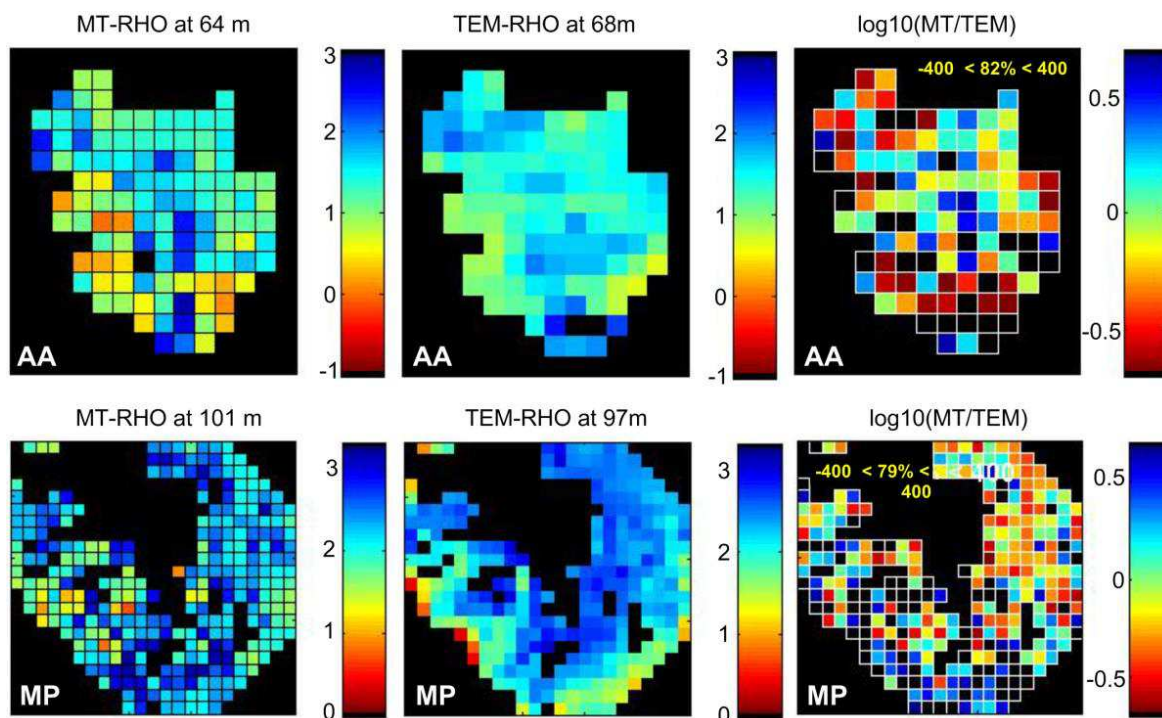 MT-RHO at 64 m
TEM-RHO at 68m
log10(MT/TEM)
3
2
1
0
-1
AA
3
2
1
0
-1
AA
-400 < 82% < 400
0.5
0
-0.5
AA
MT-RHO at 101 m
TEM-RHO at 97m
log10(MT/TEM)
3
2
1
0
MP
3
2
1
0
MP
-400 < 79% <
400
0.5
0
-0.5
MP